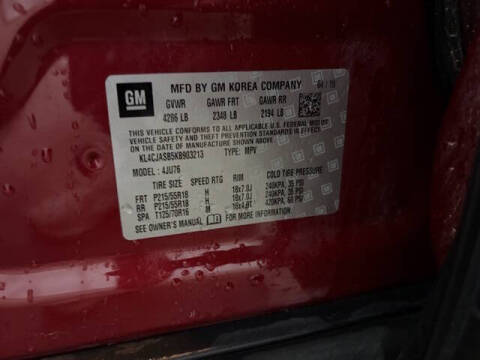 GM
MFD BY GM KOREA COMPANY 04 / 19
GVWR GAWR FRT GAWR RR
4286 LB 2348 LB 2194 LB
THIS VEHICLE CONFORMS TO ALL APPLICABLE U.S. FEDERAL MOTOR
VEHICLE SAFETY AND THEFT PREVENTION STANDARDS IN EFFECT
ON THE DATE OF MANUFACTURE SHOWN ABOVE.
KL4CJASB5KB903213 TYPE: MPV
MODEL : 4JU76
TIRE SIZE SPEED RTG RIM COLD TIRE PRESSURE
FRT P215/55R18 H 18x7.0J 240KPA, 35 PSI
RR P215/55R18 H 18x7.0J 240KPA, 35 PSI
SPA T125/70R16 M 420KPA, 60 PSI
SEE OWNER'S MANUAL FOR MORE INFORMATION